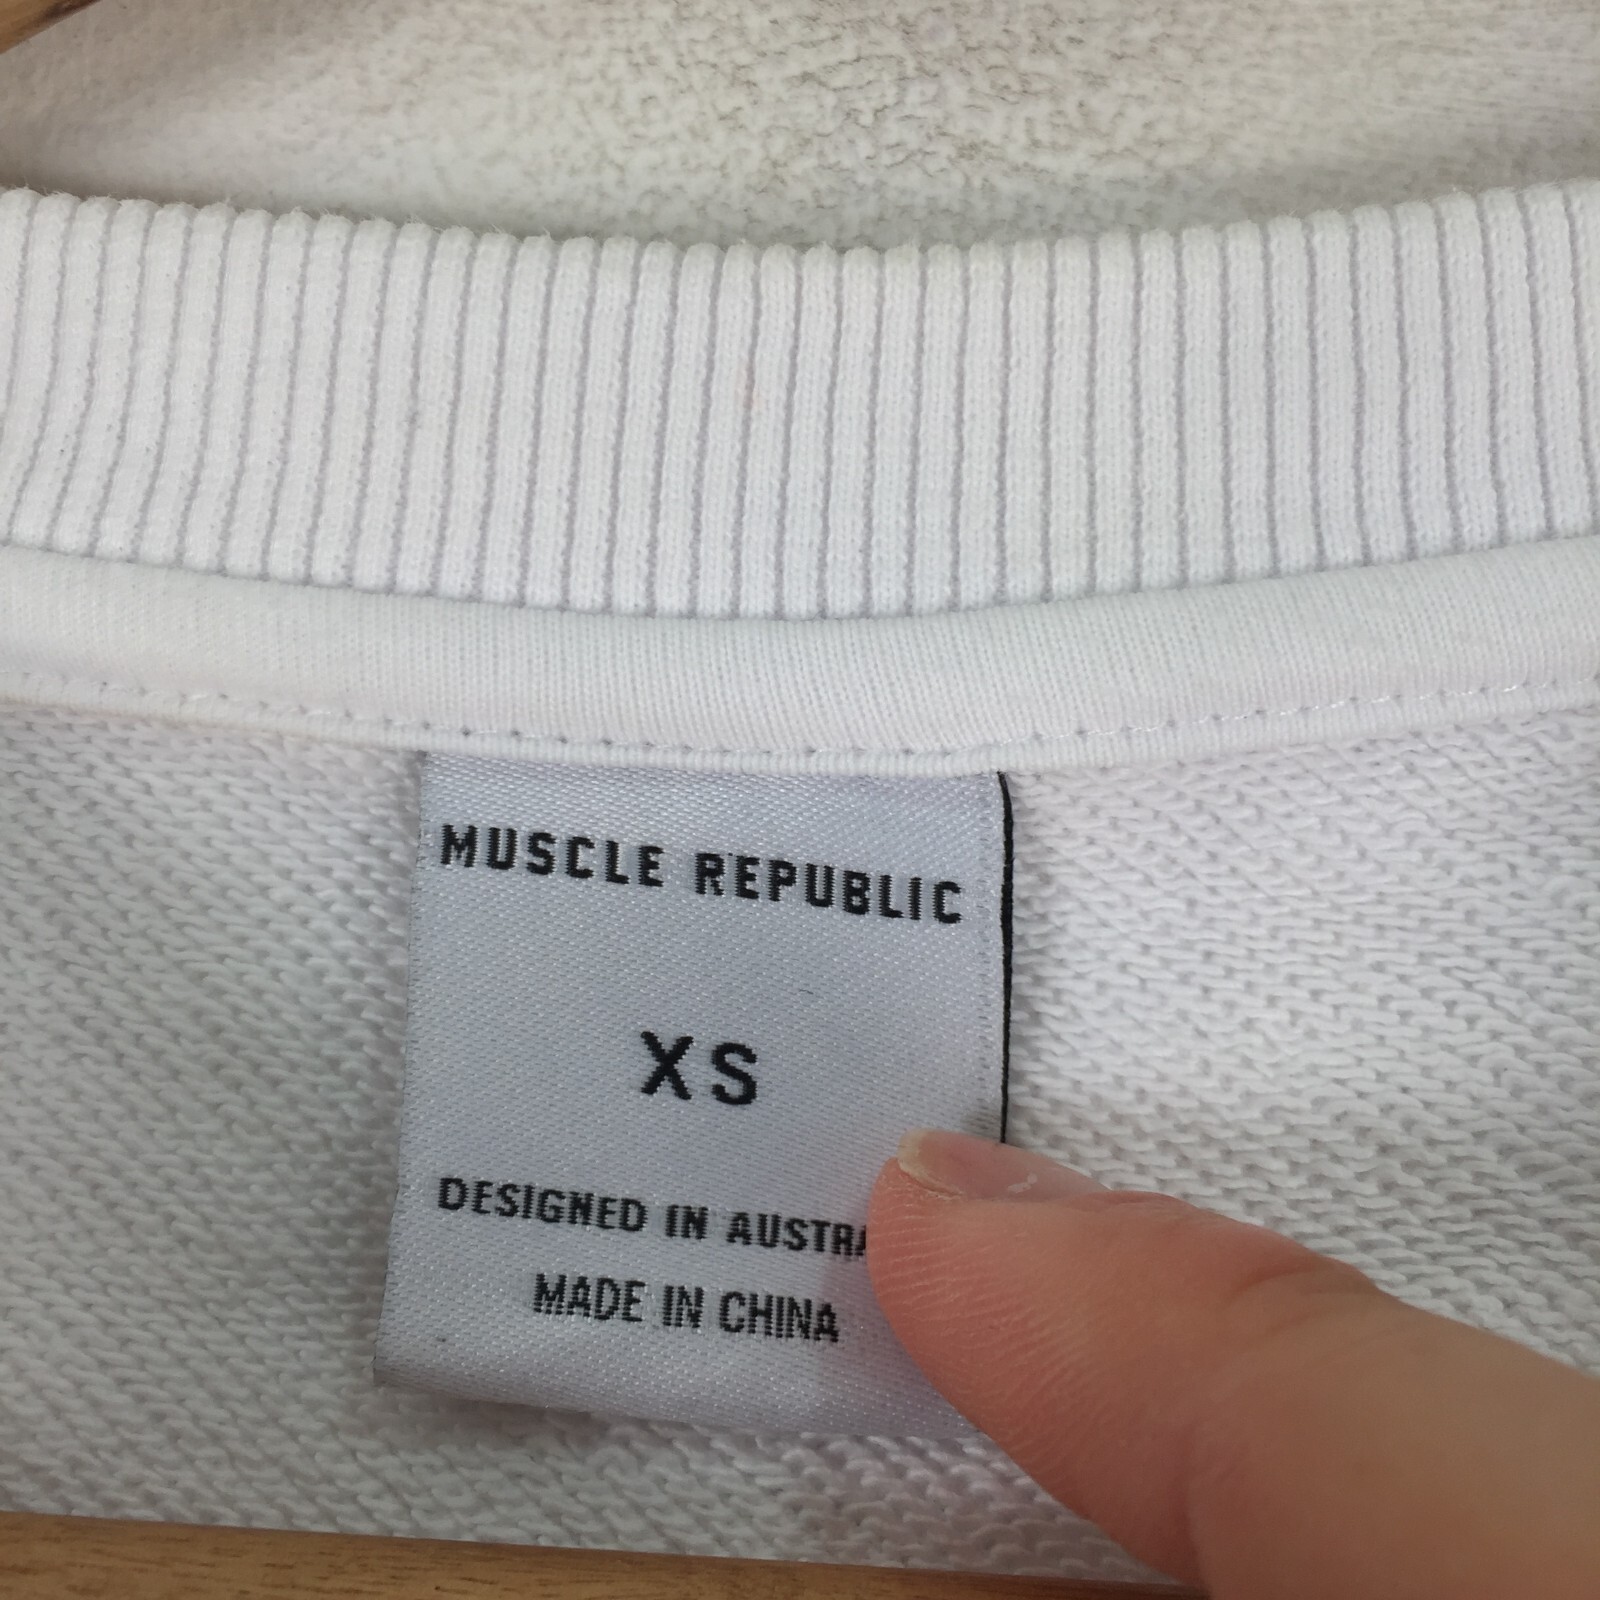 MUSCLE REPUBLIC
XS
DESIGNED IN AUSTRA
MADE IN CHINA